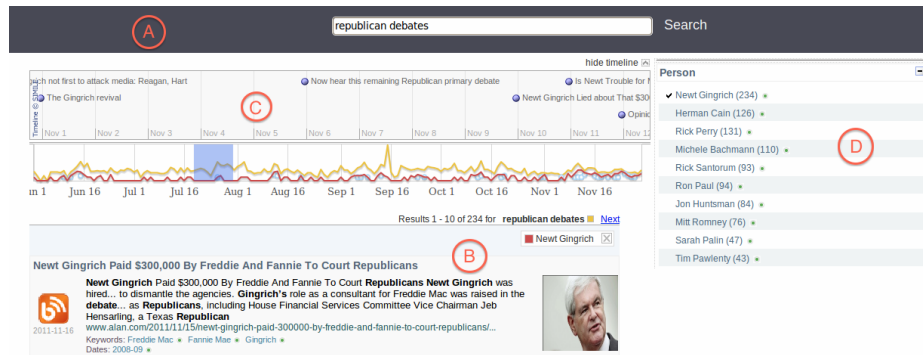 A
republican debates
Search
hide timeline
ich not first to attack media: Reagan, Hart
Now hear this remaining Republican primary debate
Is Newt Trouble for
The Gingrich revival
Newt Gingrich Lied about That $30
C
Opinio
Timeline © SIMILE
Nov 1 Nov 2 Nov 3 Nov 4 Nov 5 Nov 6 Nov 7 Nov 8 Nov 9 Nov 10 Nov 11 Nov 12
n 1 Jun 16 Jul 1 Jul 16 Aug 1 Aug 16 Sep 1 Sep 16 Oct 1 Oct 16 Nov 1 Nov 16
Results 1 - 10 of 234 for republican debates Next
Newt Gingrich
B
Newt Gingrich Paid $300,000 By Freddie And Fannie To Court Republicans
Newt Gingrich Paid $300,000 By Freddie And Fannie To Court Republicans Newt Gingrich was
hired... to dismantle the agencies. Gingrich's role as a consultant for Freddie Mac was raised in the
debate... as Republicans, including House Financial Services Committee Vice Chairman Jeb
Hensarling, a Texas Republican
www.alan.com/2011/11/15/newt-gingrich-paid-300000-by-freddie-and-fannie-to-court-republicans/...
2011-11-16
Keywords: Freddie Mac Fannie Mae Gingrich
Dates: 2008-09
Person
Newt Gingrich (234)
Herman Cain (126)
Rick Perry (131)
D
Michele Bachmann (110)
Rick Santorum (93)
Ron Paul (94)
Jon Huntsman (84)
Mitt Romney (76)
Sarah Palin (47)
Tim Pawlenty (43)